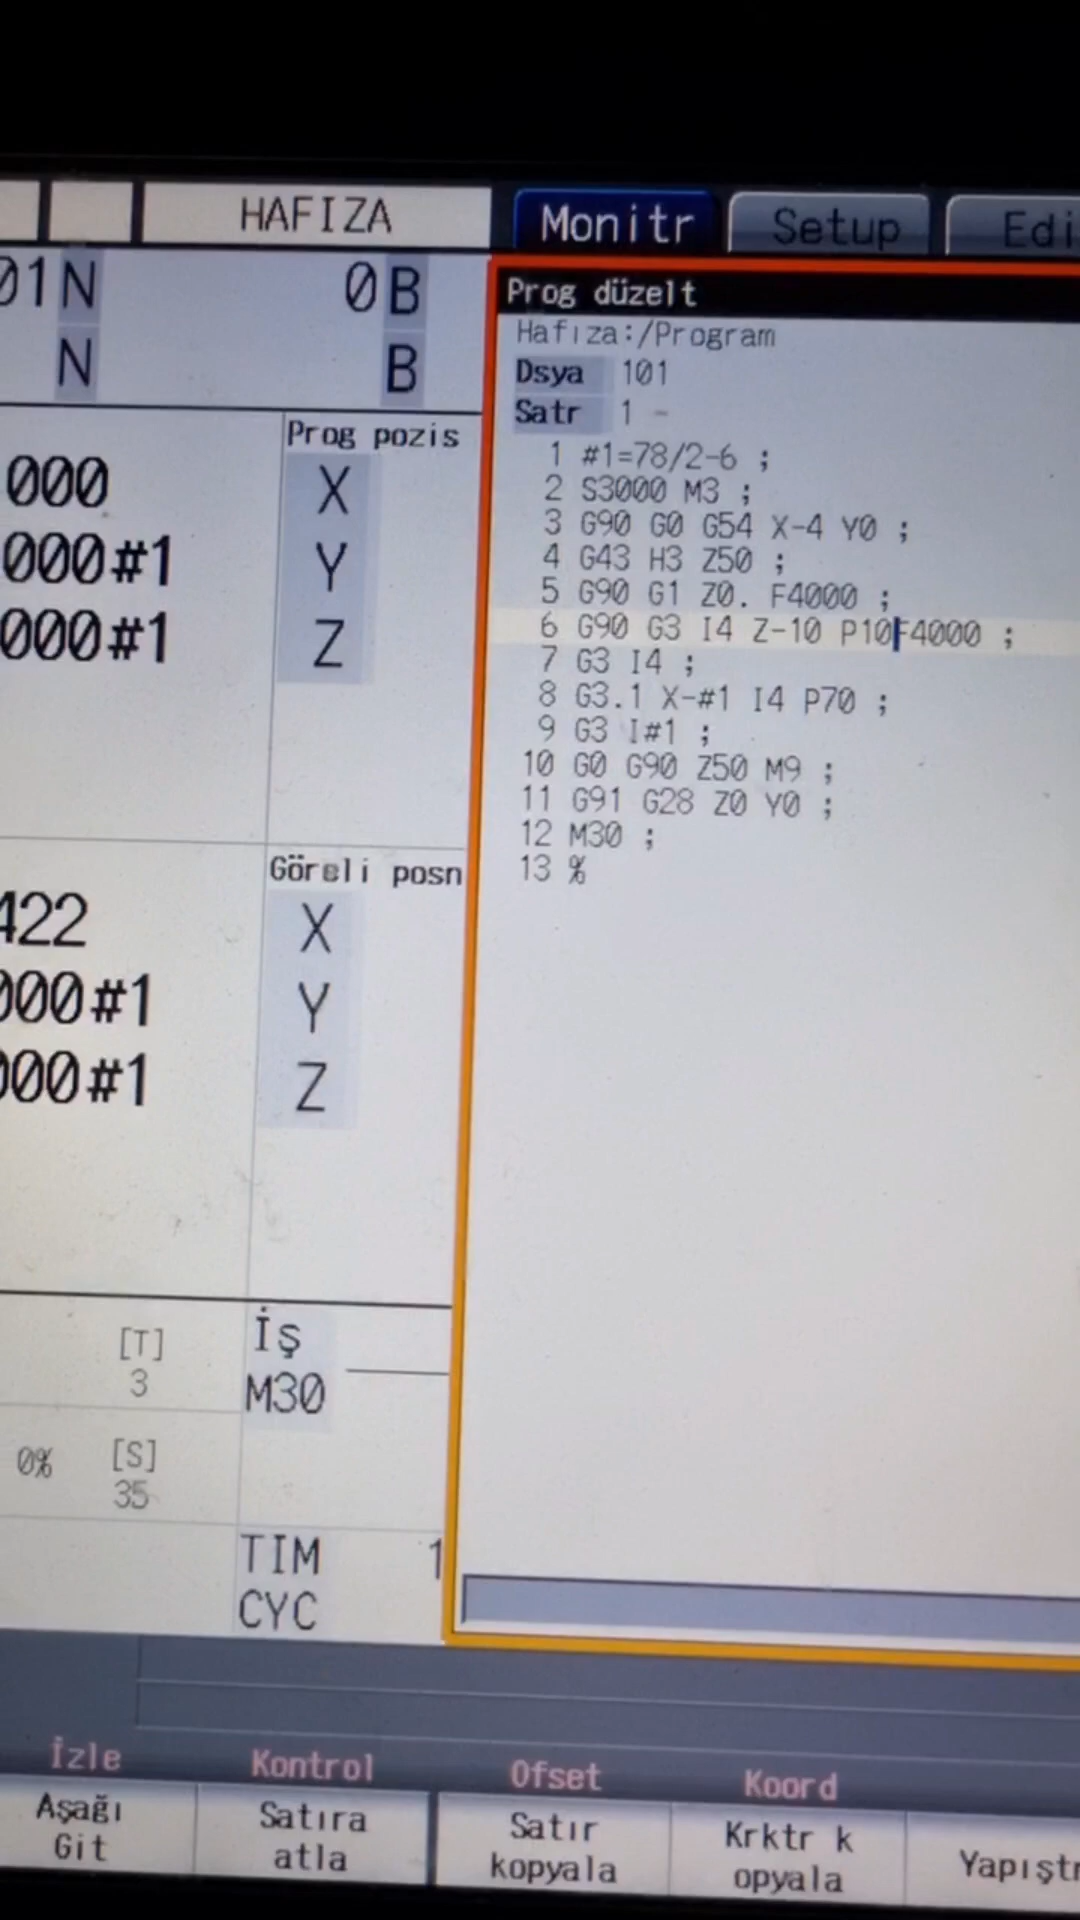 HAFIZA
Monitr
Setup
01 N 0 B
N B
Prog düzelt
Hafıza:/Program
Dsya 101
Satr 1 -
1 #1=78/2-6 ;
2 S3000 M3 ;
3 G90 G0 G54 X-4 Y0 ;
4 G43 H3 Z50 ;
5 G90 G1 Z0. F4000 ;
6 G90 G3 I4 Z-10 P10F4000 ;
7 G3 I4 ;
8 G3.1 X-#1 I4 P70 ;
9 G3 I#1 ;
10 G0 G90 Z50 M9 ;
11 G91 G28 Z0 Y0 ;
12 M30 ;
13 %
Prog pozis
000 X
000#1 Y
000#1 Z
Göreli posn
422 X
000#1 Y
000#1 Z
[T]
3
İş
M30
0% [S]
35
TIM 1
CYC
İzle Kontrol Ofset Koord
Aşağı Git
Satıra atla
Satır kopyala
Krktr k opyala